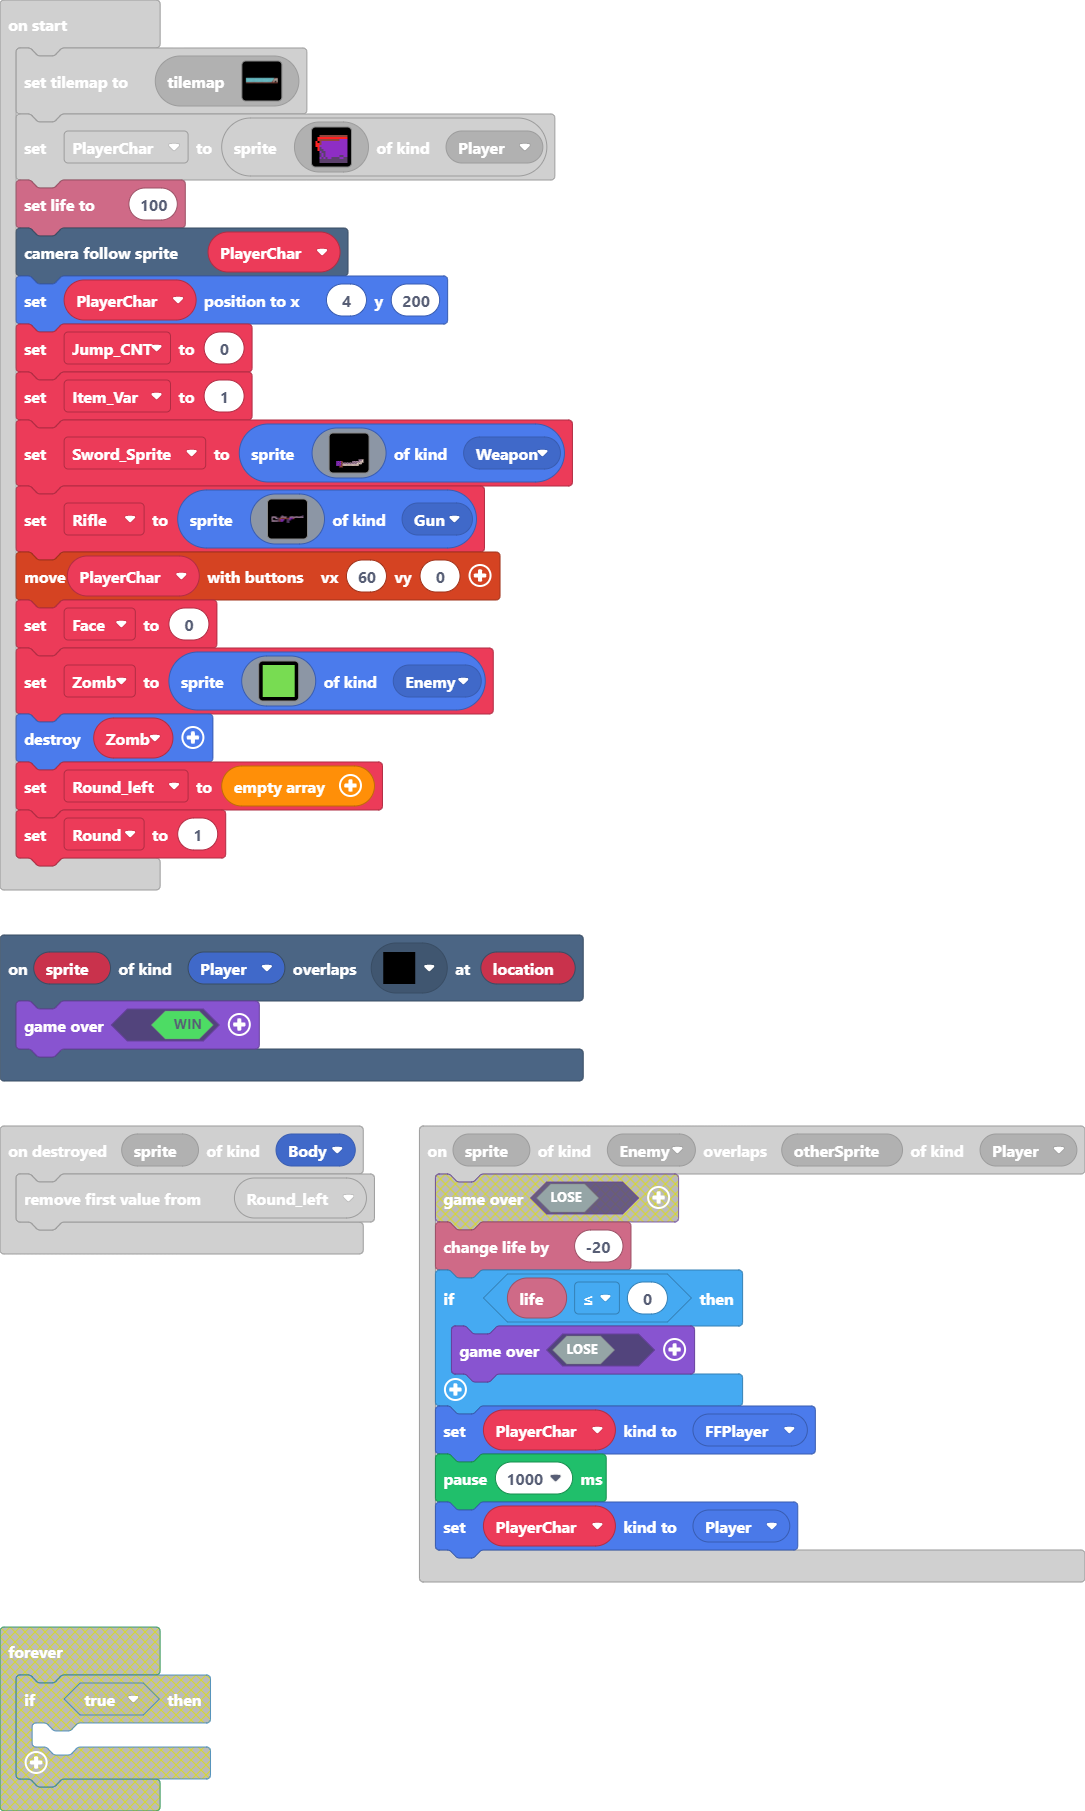 on start
set tilemap to tilemap
set PlayerChar to sprite of kind Player
set life to 100
camera follow sprite PlayerChar
set PlayerChar position to x 4 y 200
set Jump_CNT to 0
set Item_Var to 1
set Sword_Sprite to sprite of kind Weapon
set Rifle to sprite of kind Gun
move PlayerChar with buttons vx 60 vy 0
set Face to 0
set Zomb to sprite of kind Enemy
destroy Zomb
set Round_left to empty array
set Round to 1
on sprite of kind Player overlaps at location
game over WIN
on destroyed sprite of kind Body
remove first value from Round_left
on sprite of kind Enemy overlaps otherSprite of kind Player
game over LOSE
change life by -20
if life ≤ 0 then
game over LOSE
set PlayerChar kind to FFPlayer
pause 1000 ms
set PlayerChar kind to Player
forever
if true then